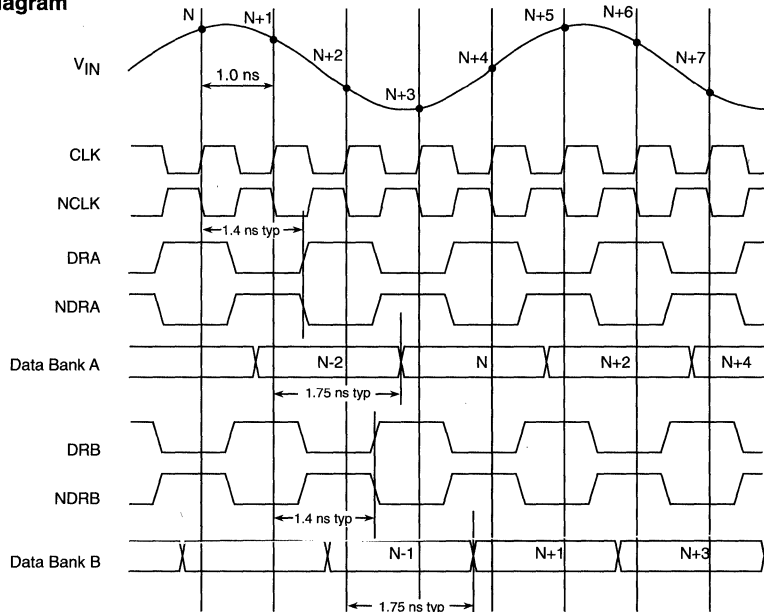 N
N+1
N+2
N+3
N+4
N+5
N+6
N+7
VIN
1.0 ns
CLK
NCLK
1.4 ns typ
DRA
NDRA
Data Bank A
N-2
N
N+2
N+4
1.75 ns typ
DRB
NDRB
1.4 ns typ
Data Bank B
N-1
N+1
N+3
1.75 ns typ